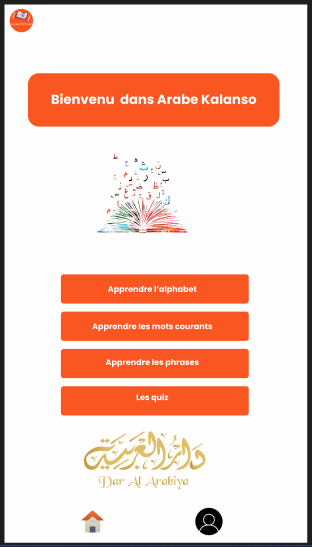 Bienvenu dans Arabe Kalanso
Apprendre l'alphabet
Apprendre les mots courants
Apprendre les phrases
Les quiz
دار العربية
Dar Al Arabiya